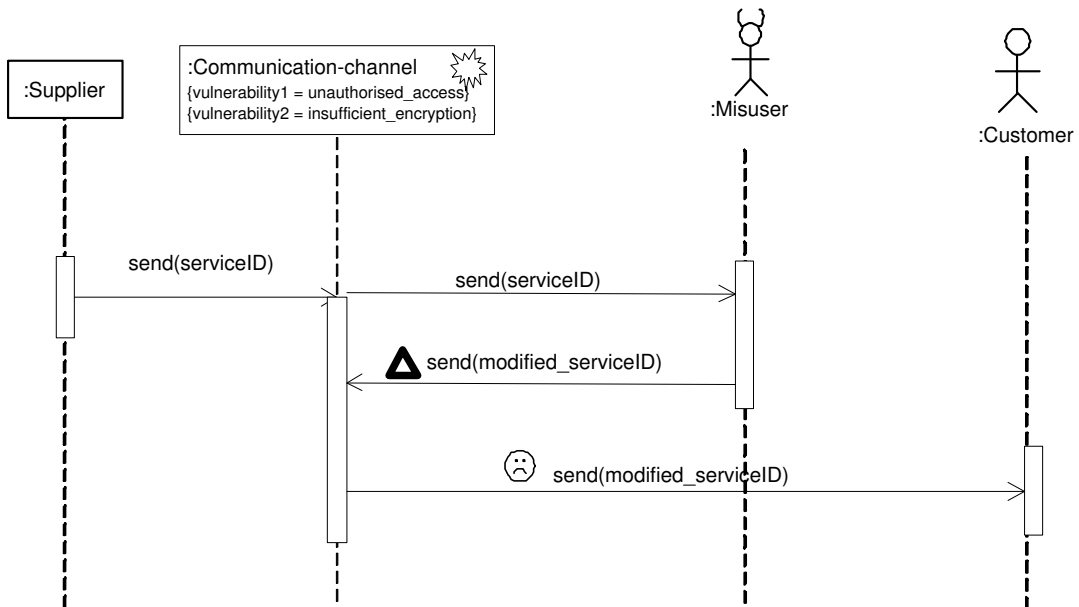 :Supplier
:Communication-channel
{vulnerability1 = unauthorised_access}
{vulnerability2 = insufficient_encryption}
:Misuser
:Customer
send(serviceID)
send(serviceID)
send(modified_serviceID)
send(modified_serviceID)